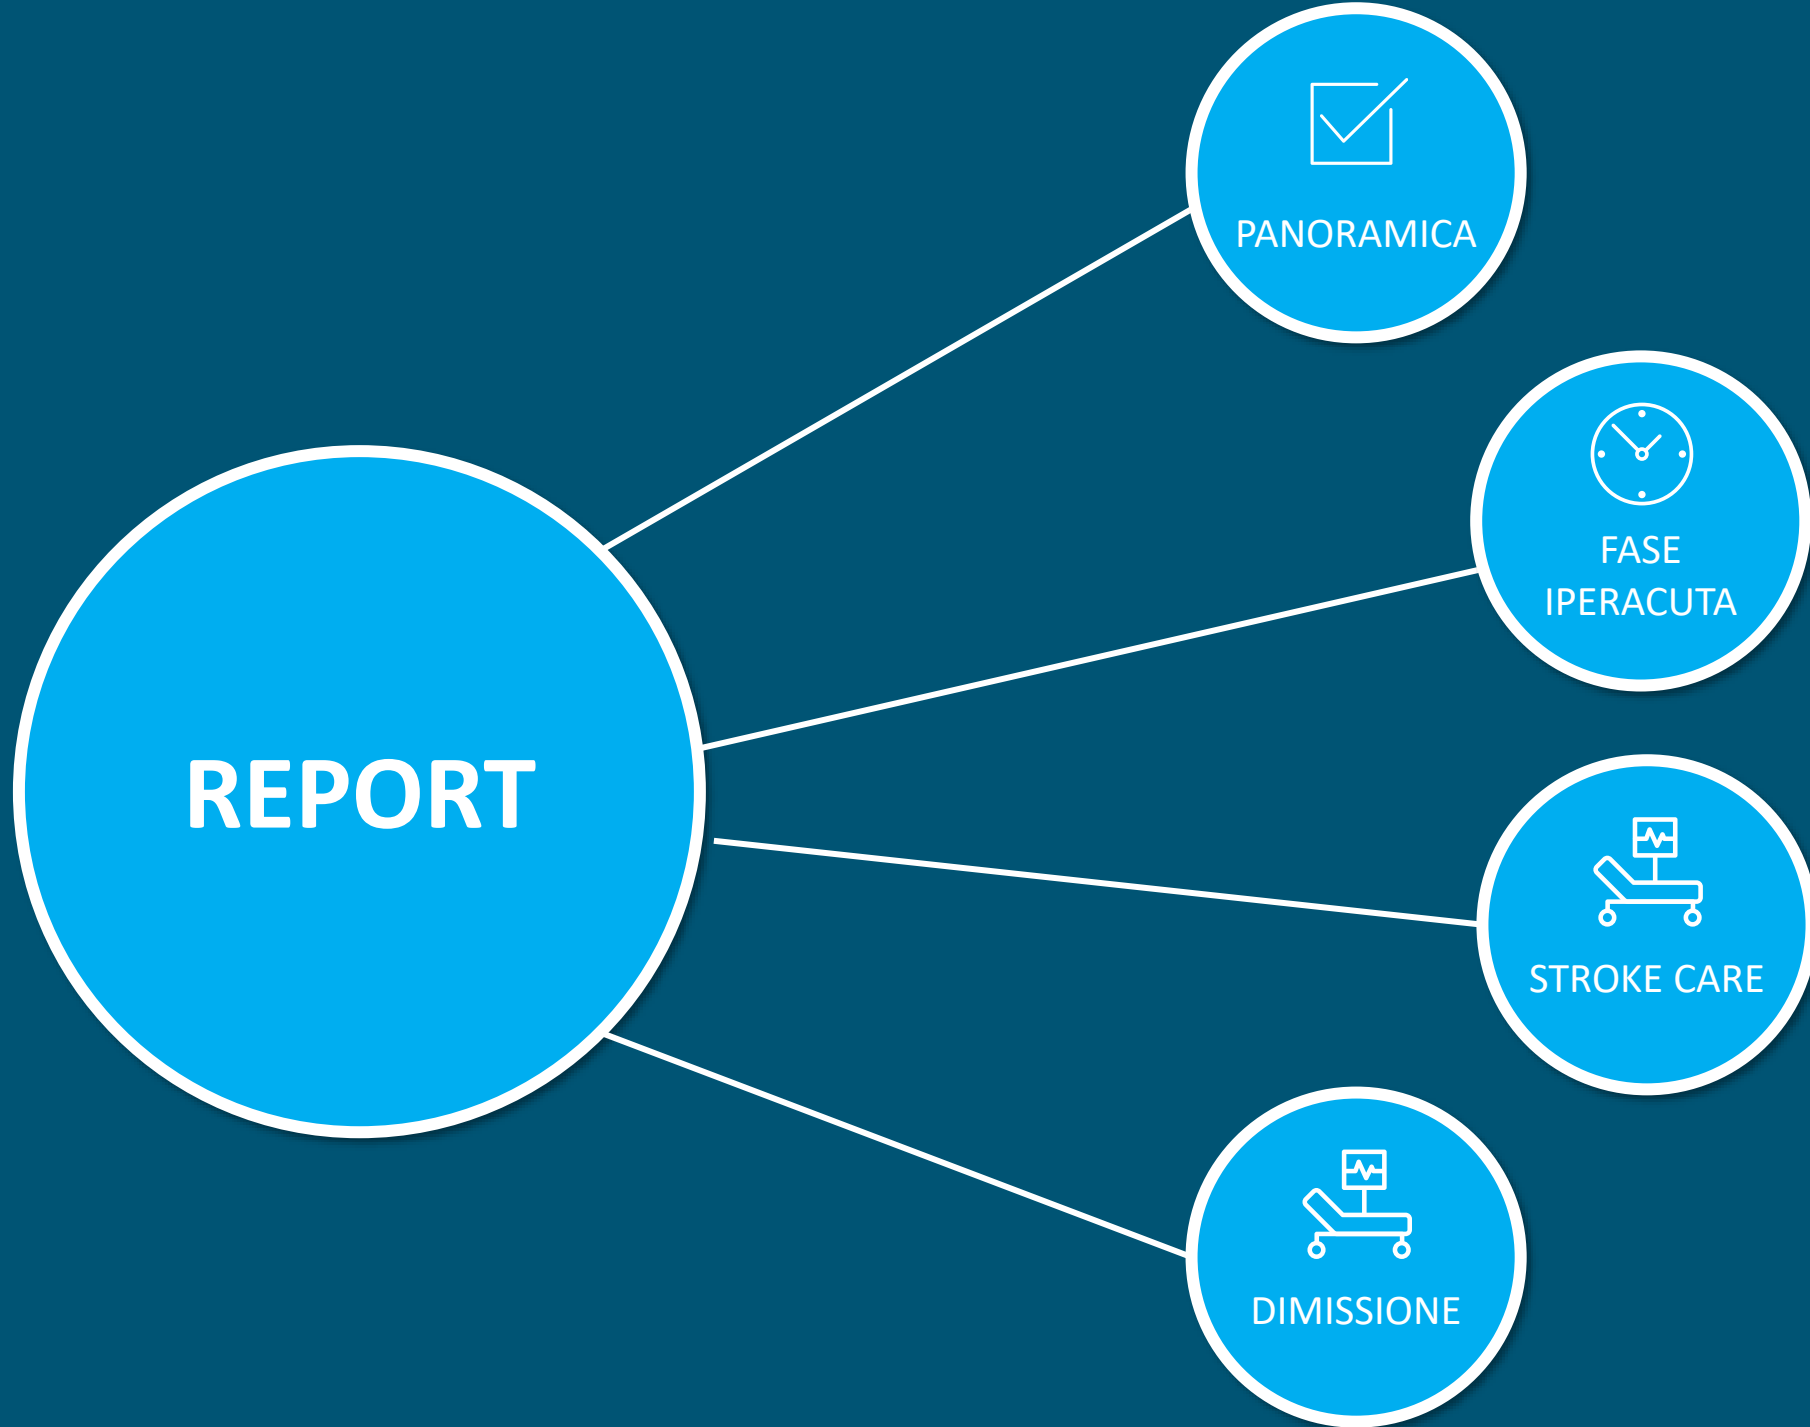 PANORAMICA
FASE
IPERACUTA
REPORT
STROKE CARE
DIMISSIONE